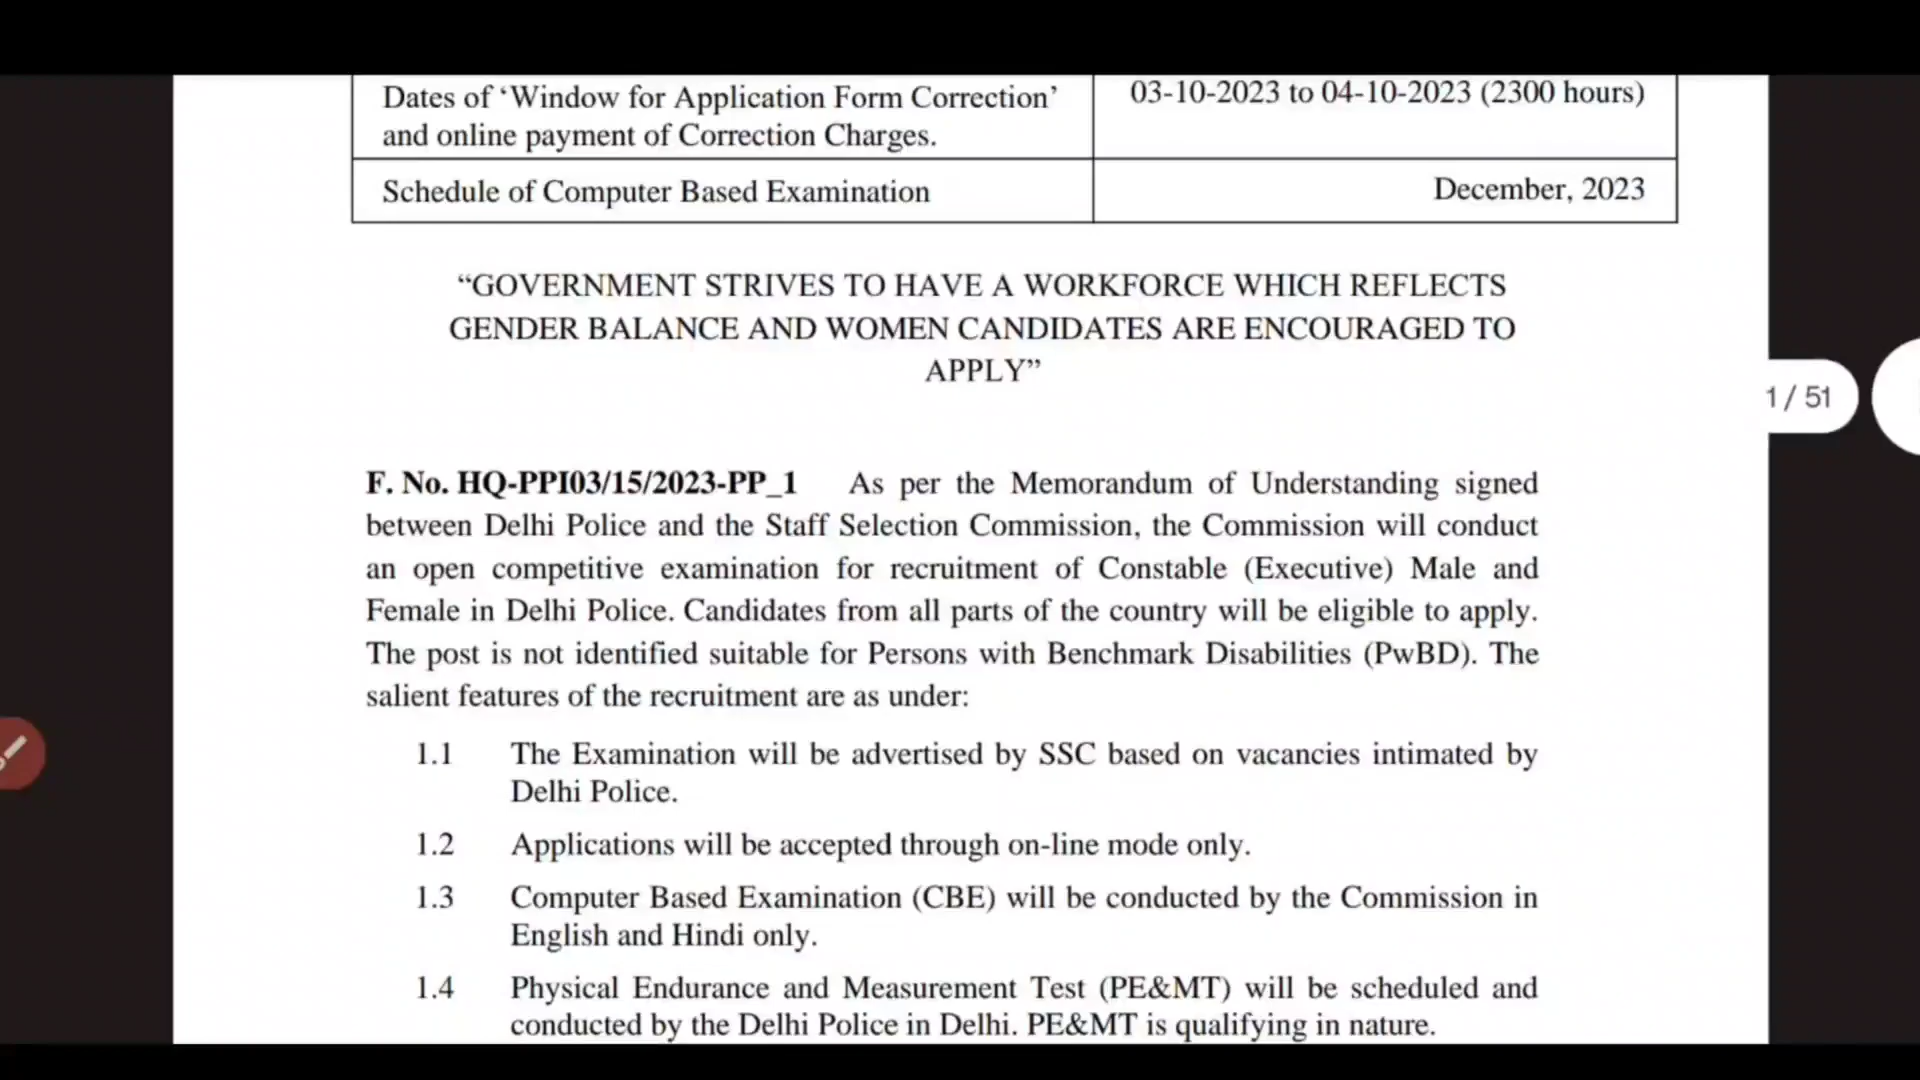 Dates of ‘Window for Application Form Correction’ 03-10-2023 to 04-10-2023 (2300 hours)
and online payment of Correction Charges.
Schedule of Computer Based Examination December, 2023
“GOVERNMENT STRIVES TO HAVE A WORKFORCE WHICH REFLECTS
GENDER BALANCE AND WOMEN CANDIDATES ARE ENCOURAGED TO
APPLY”
1 / 51
F. No. HQ-PPI03/15/2023-PP_1 As per the Memorandum of Understanding signed
between Delhi Police and the Staff Selection Commission, the Commission will conduct
an open competitive examination for recruitment of Constable (Executive) Male and
Female in Delhi Police. Candidates from all parts of the country will be eligible to apply.
The post is not identified suitable for Persons with Benchmark Disabilities (PwBD). The
salient features of the recruitment are as under:
1.1 The Examination will be advertised by SSC based on vacancies intimated by
Delhi Police.
1.2 Applications will be accepted through on-line mode only.
1.3 Computer Based Examination (CBE) will be conducted by the Commission in
English and Hindi only.
1.4 Physical Endurance and Measurement Test (PE&MT) will be scheduled and
conducted by the Delhi Police in Delhi. PE&MT is qualifying in nature.